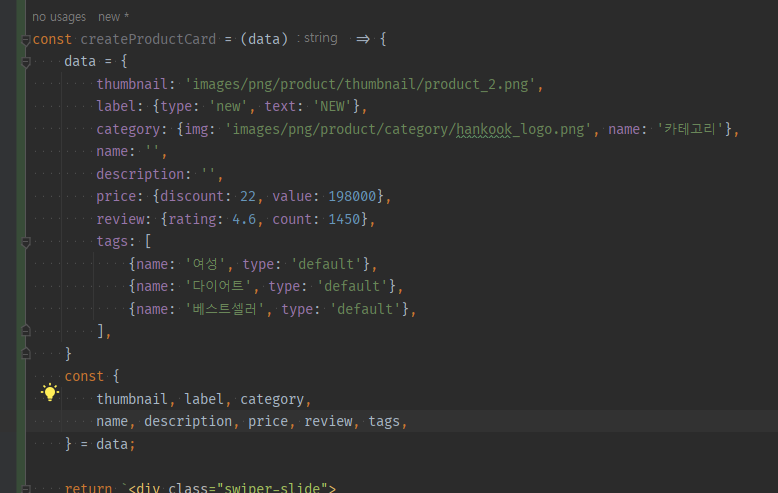 no usages   new *
const createProductCard = (data) : string  => {
    data = {
        thumbnail: 'images/png/product/thumbnail/product_2.png',
        label: {type: 'new', text: 'NEW'},
        category: {img: 'images/png/product/category/hankook_logo.png', name: '카테고리'},
        name: '',
        description: '',
        price: {discount: 22, value: 198000},
        review: {rating: 4.6, count: 1450},
        tags: [
            {name: '여성', type: 'default'},
            {name: '다이어트', type: 'default'},
            {name: '베스트셀러', type: 'default'},
        ],
    }
    const {
        thumbnail, label, category,
        name, description, price, review, tags,
    } = data;
    return `<div class="swiper-slide">